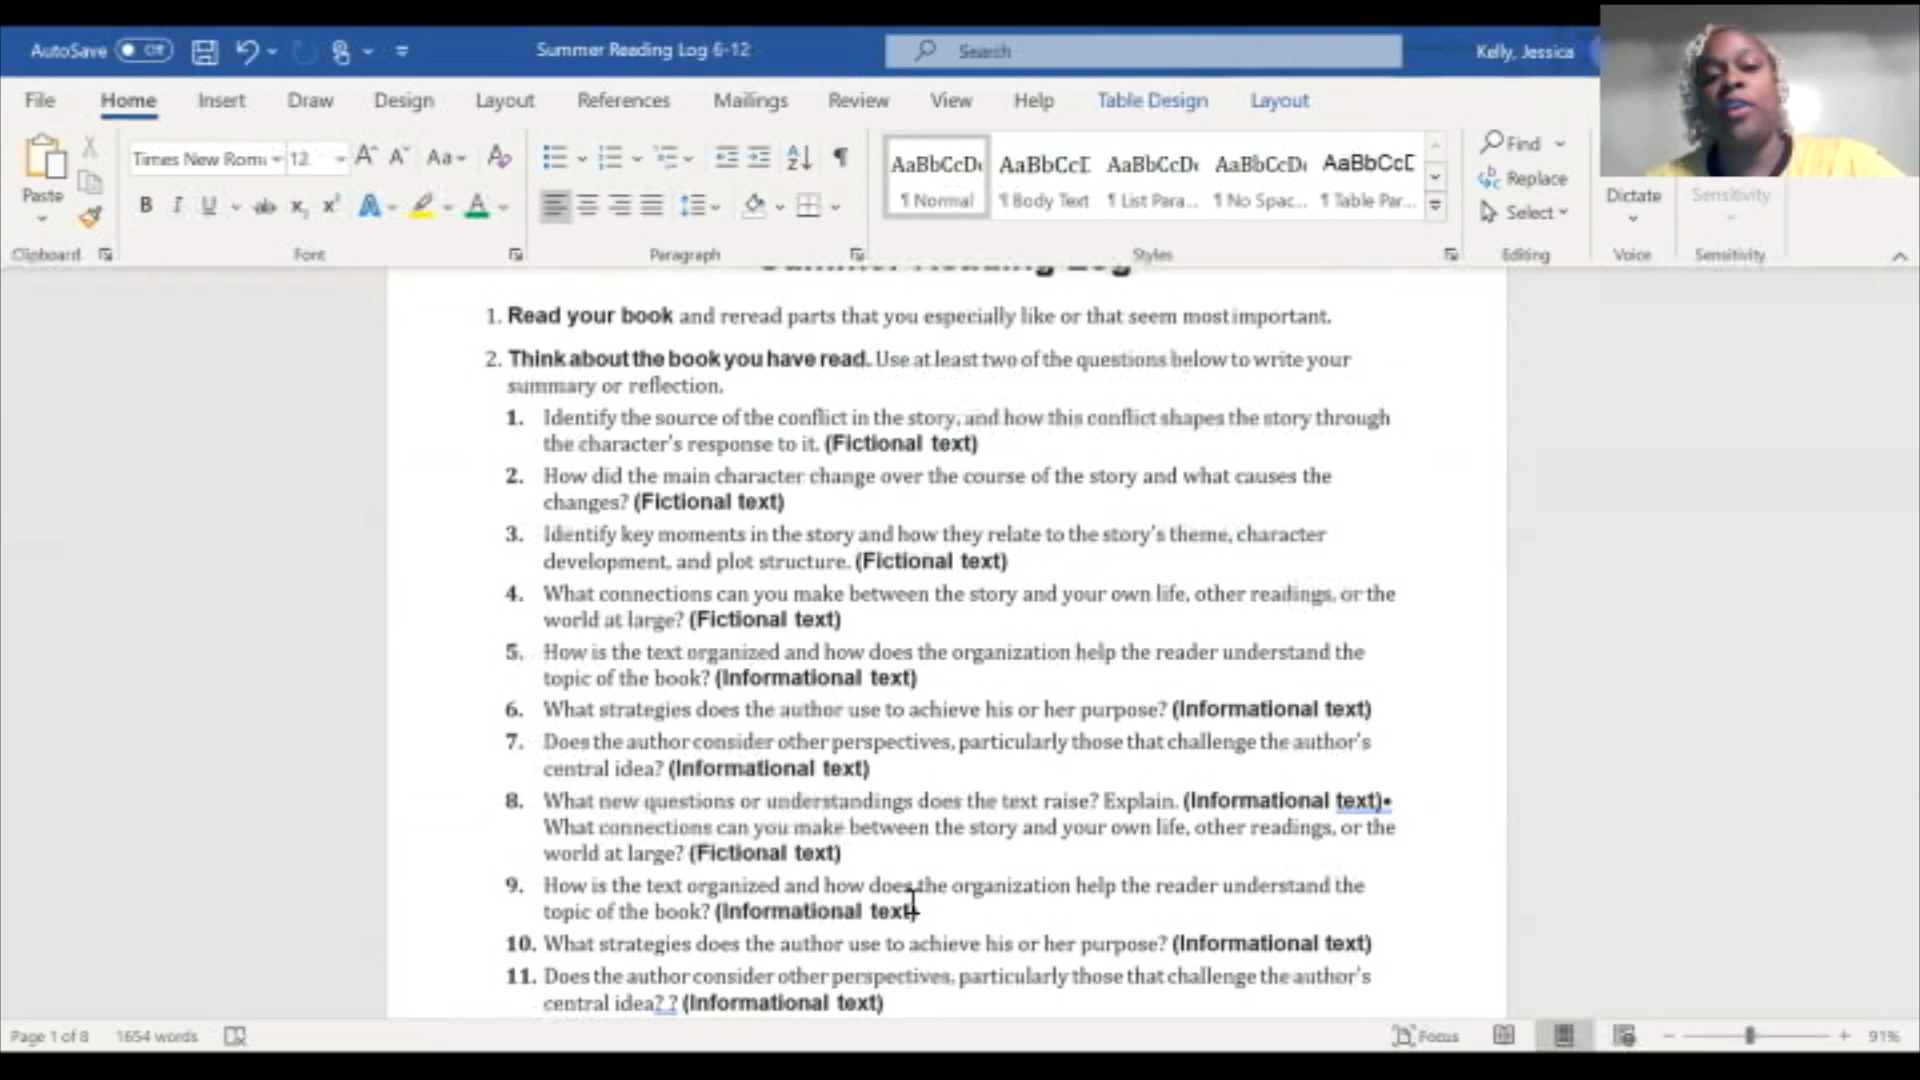 AutoSave Off Summer Reading Log 6-12 Search Kelly, Jessica
File Home Insert Draw Design Layout References Mailings Review View Help Table Design Layout
Times New Roma 12 Aa AaBbCcDc AaBbCcI AaBbCcDc AaBbCcDc AaBbCcD Find
Paste B I U ab x x A A ¶ Normal ¶ Body Text ¶ List Para... ¶ No Spac... ¶ Table Par... Replace Dictate Sensitivity
Select
Clipboard Font Paragraph Styles Editing Voice Sensitivity
Summer Reading Log
1. Read your book and reread parts that you especially like or that seem most important.
2. Think about the book you have read. Use at least two of the questions below to write your
summary or reflection.
1. Identify the source of the conflict in the story, and how this conflict shapes the story through
the character's response to it. (Fictional text)
2. How did the main character change over the course of the story and what causes the
changes? (Fictional text)
3. Identify key moments in the story and how they relate to the story's theme, character
development, and plot structure. (Fictional text)
4. What connections can you make between the story and your own life, other readings, or the
world at large? (Fictional text)
5. How is the text organized and how does the organization help the reader understand the
topic of the book? (Informational text)
6. What strategies does the author use to achieve his or her purpose? (Informational text)
7. Does the author consider other perspectives, particularly those that challenge the author's
central idea? (Informational text)
8. What new questions or understandings does the text raise? Explain. (Informational text)•
What connections can you make between the story and your own life, other readings, or the
world at large? (Fictional text)
9. How is the text organized and how does the organization help the reader understand the
topic of the book? (Informational text)
10. What strategies does the author use to achieve his or her purpose? (Informational text)
11. Does the author consider other perspectives, particularly those that challenge the author's
central idea? ? (Informational text)
Page 1 of 8 1654 words Focus 91%